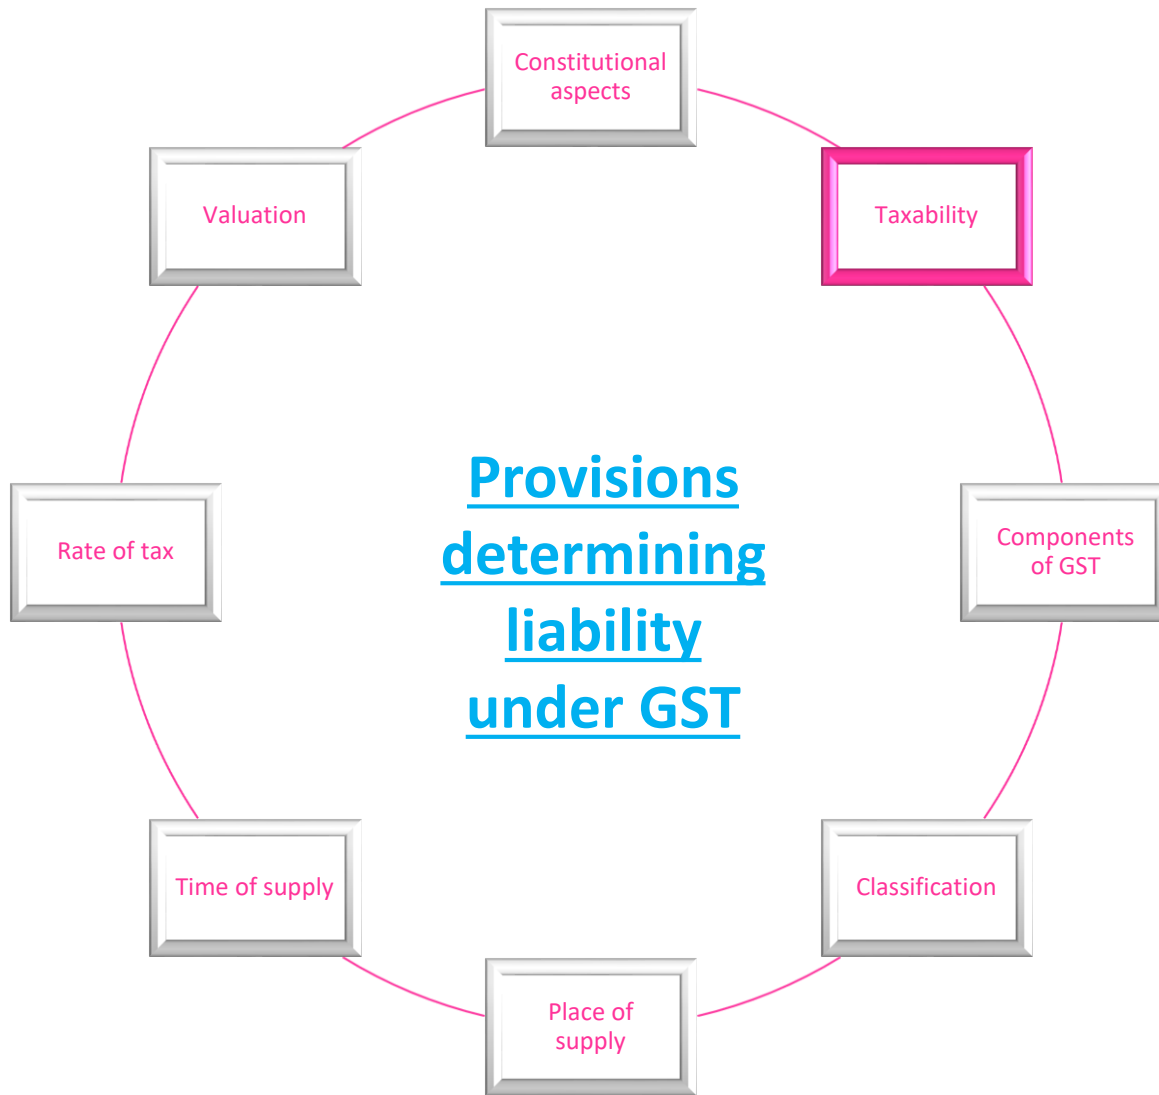 Constitutional
aspects
Taxability
Components
of GST
Classification
Place of
supply
Time of supply
Rate of tax
Valuation
Provisions
determining
liability
under GST